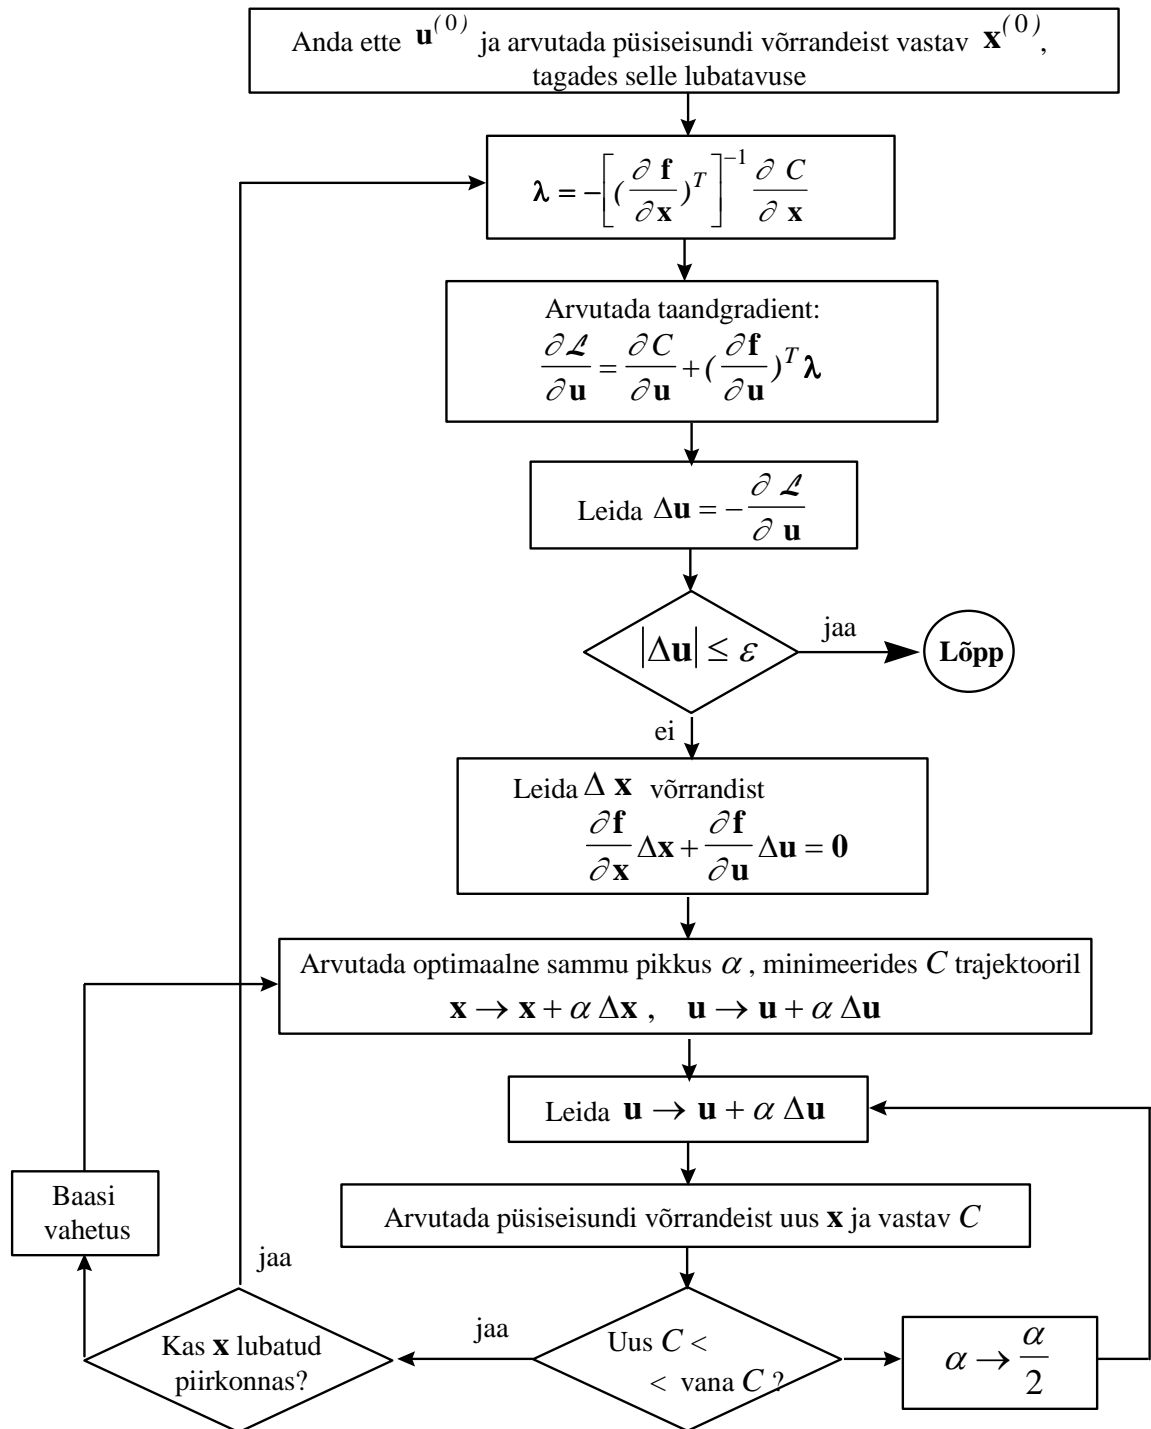 Anda ette u^(0) ja arvutada püsiseisundi võrrandeist vastav x^(0),
tagades selle lubatavuse
λ = -[(∂f/∂x)^T]^-1 ∂C/∂x
Arvutada taandgradient:
∂ℒ/∂u = ∂C/∂u + (∂f/∂u)^T λ
Leida Δu = -∂ℒ/∂u
|Δu| ≤ ε
jaa
Lõpp
ei
Leida Δ x võrrandist
∂f/∂x Δx + ∂f/∂u Δu = 0
Arvutada optimaalne sammu pikkus α, minimeerides C trajektooril
x → x + α Δx , u → u + α Δu
Leida u → u + α Δu
Baasi
vahetus
Arvutada püsiseisundi võrrandeist uus x ja vastav C
jaa
Kas x lubatud
piirkonnas?
jaa
Uus C <
< vana C ?
α → α/2